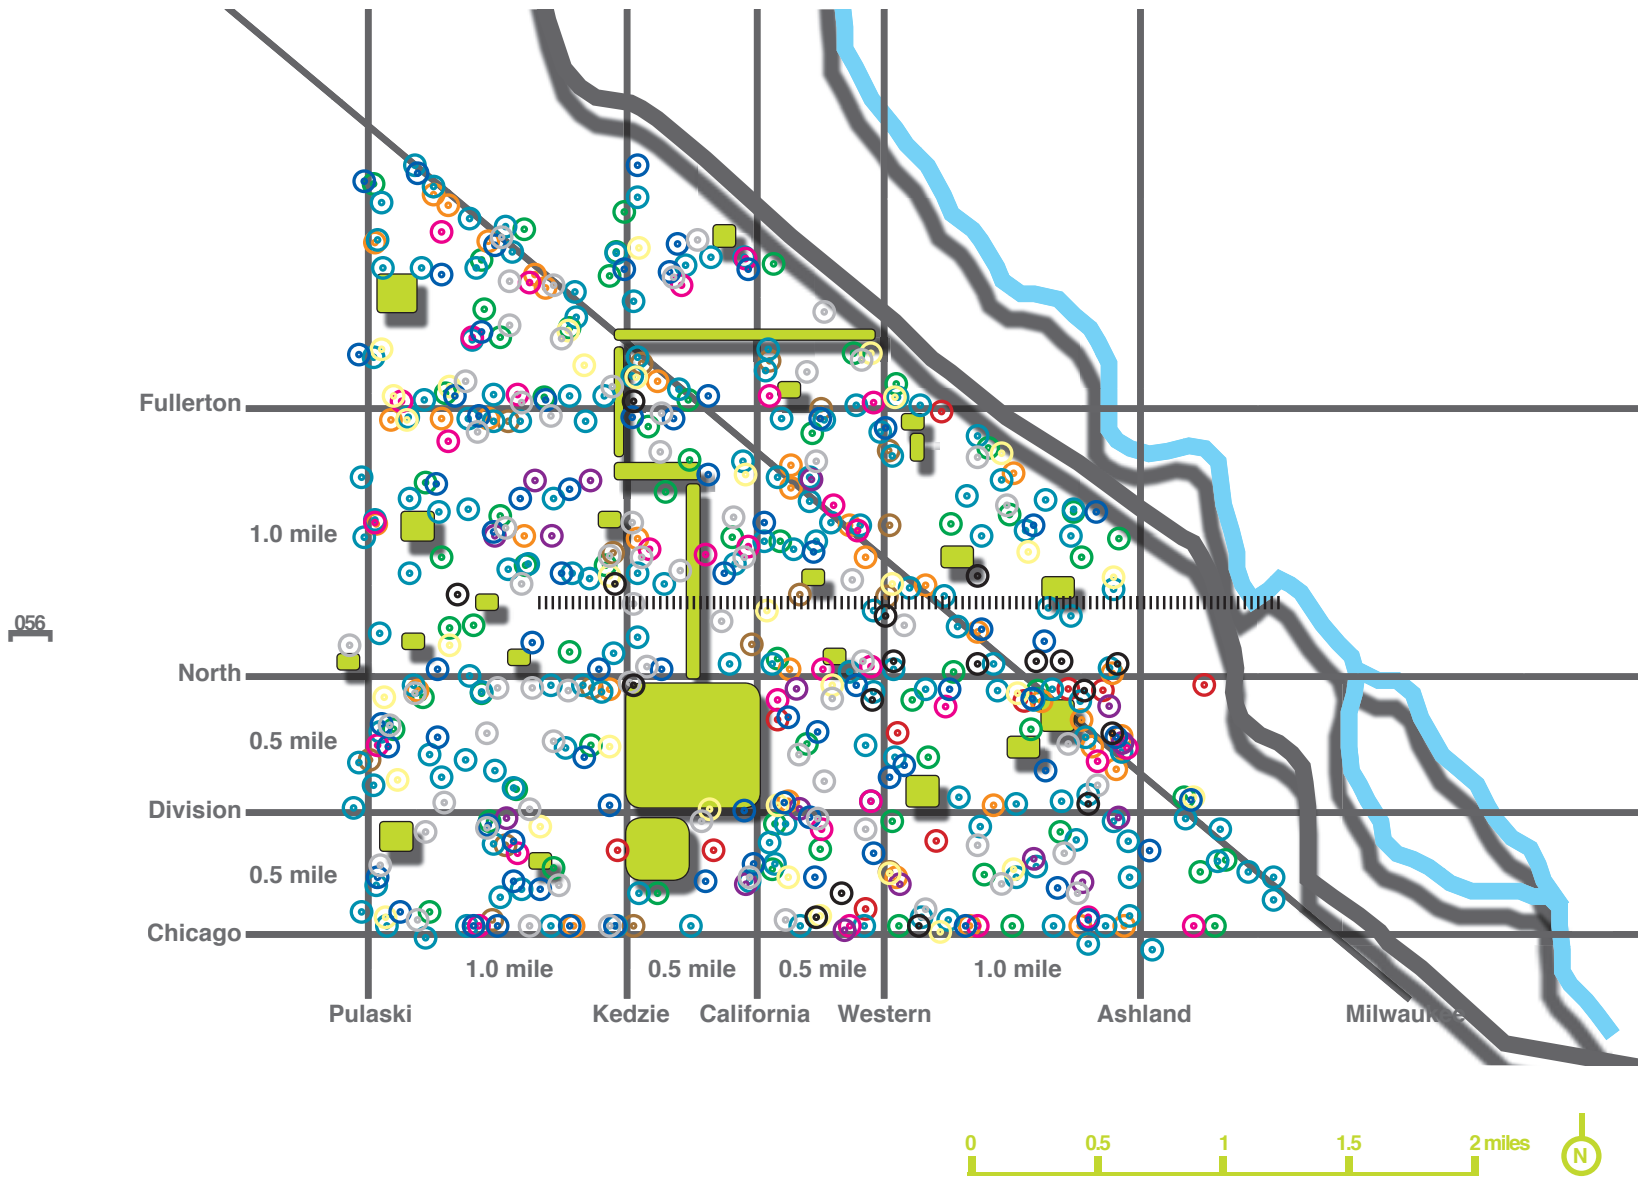 Fullerton
1.0 mile
056
North
0.5 mile
Division
0.5 mile
Chicago
1.0 mile 0.5 mile 0.5 mile 1.0 mile
Pulaski Kedzie California Western Ashland Milwaukee
0 0.5 1 1.5 2 miles
N